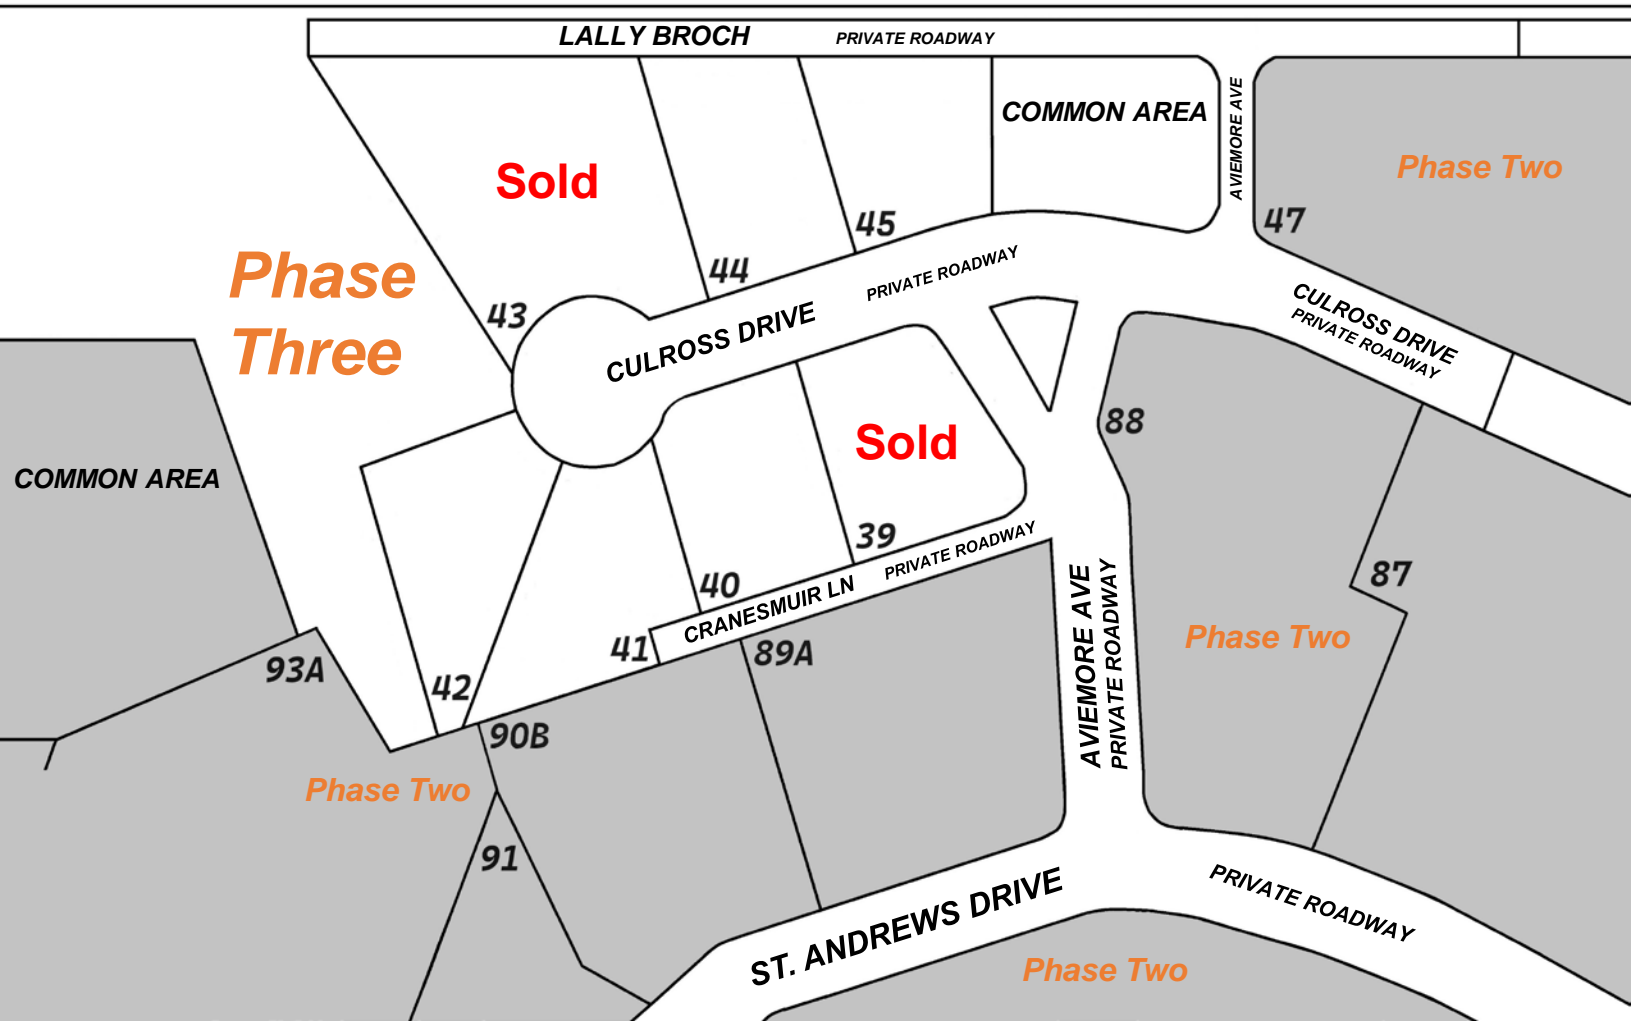 LALLY BROCH PRIVATE ROADWAY
COMMON AREA
AVIEMORE AVE
Phase Two
Sold
47
45
44
43
Phase
Three
PRIVATE ROADWAY
CULROSS DRIVE
CULROSS DRIVE
PRIVATE ROADWAY
88
Sold
COMMON AREA
39
PRIVATE ROADWAY
CRANESMUIR LN
40
41
87
Phase Two
89A
93A
42
90B
AVIEMORE AVE
PRIVATE ROADWAY
Phase Two
91
ST. ANDREWS DRIVE
PRIVATE ROADWAY
Phase Two